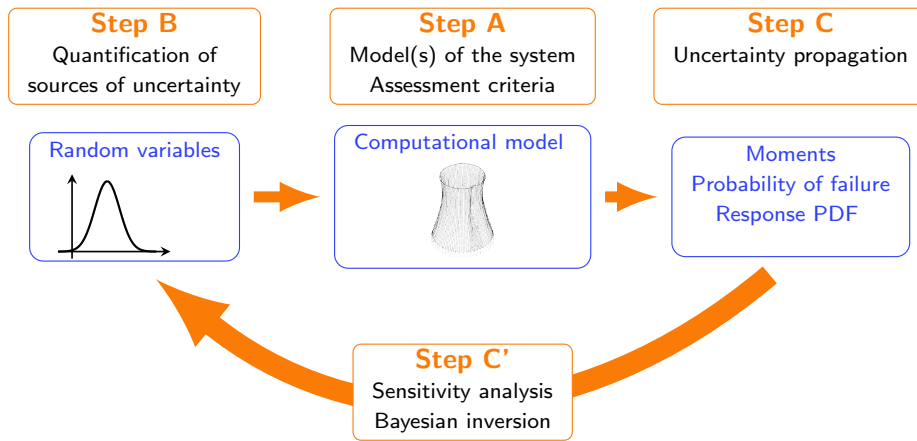 Step B
Quantification of
sources of uncertainty
Step A
Model(s) of the system
Assessment criteria
Step C
Uncertainty propagation
Random variables
Computational model
Moments
Probability of failure
Response PDF
Step C'
Sensitivity analysis
Bayesian inversion